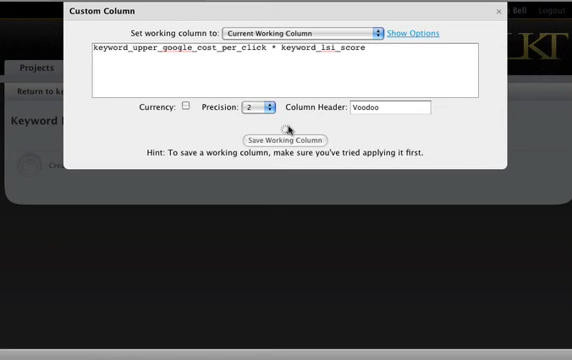 Custom Column
×
Bell Logout
LKT
Set working column to: Current Working Column Show Options
keyword_upper_google_cost_per_click * keyword_lsi_score
Projects
Return to
Currency: Precision: 2 Column Header: Voodoo
Keyword
Save Working Column
Hint: To save a working column, make sure you've tried applying it first.